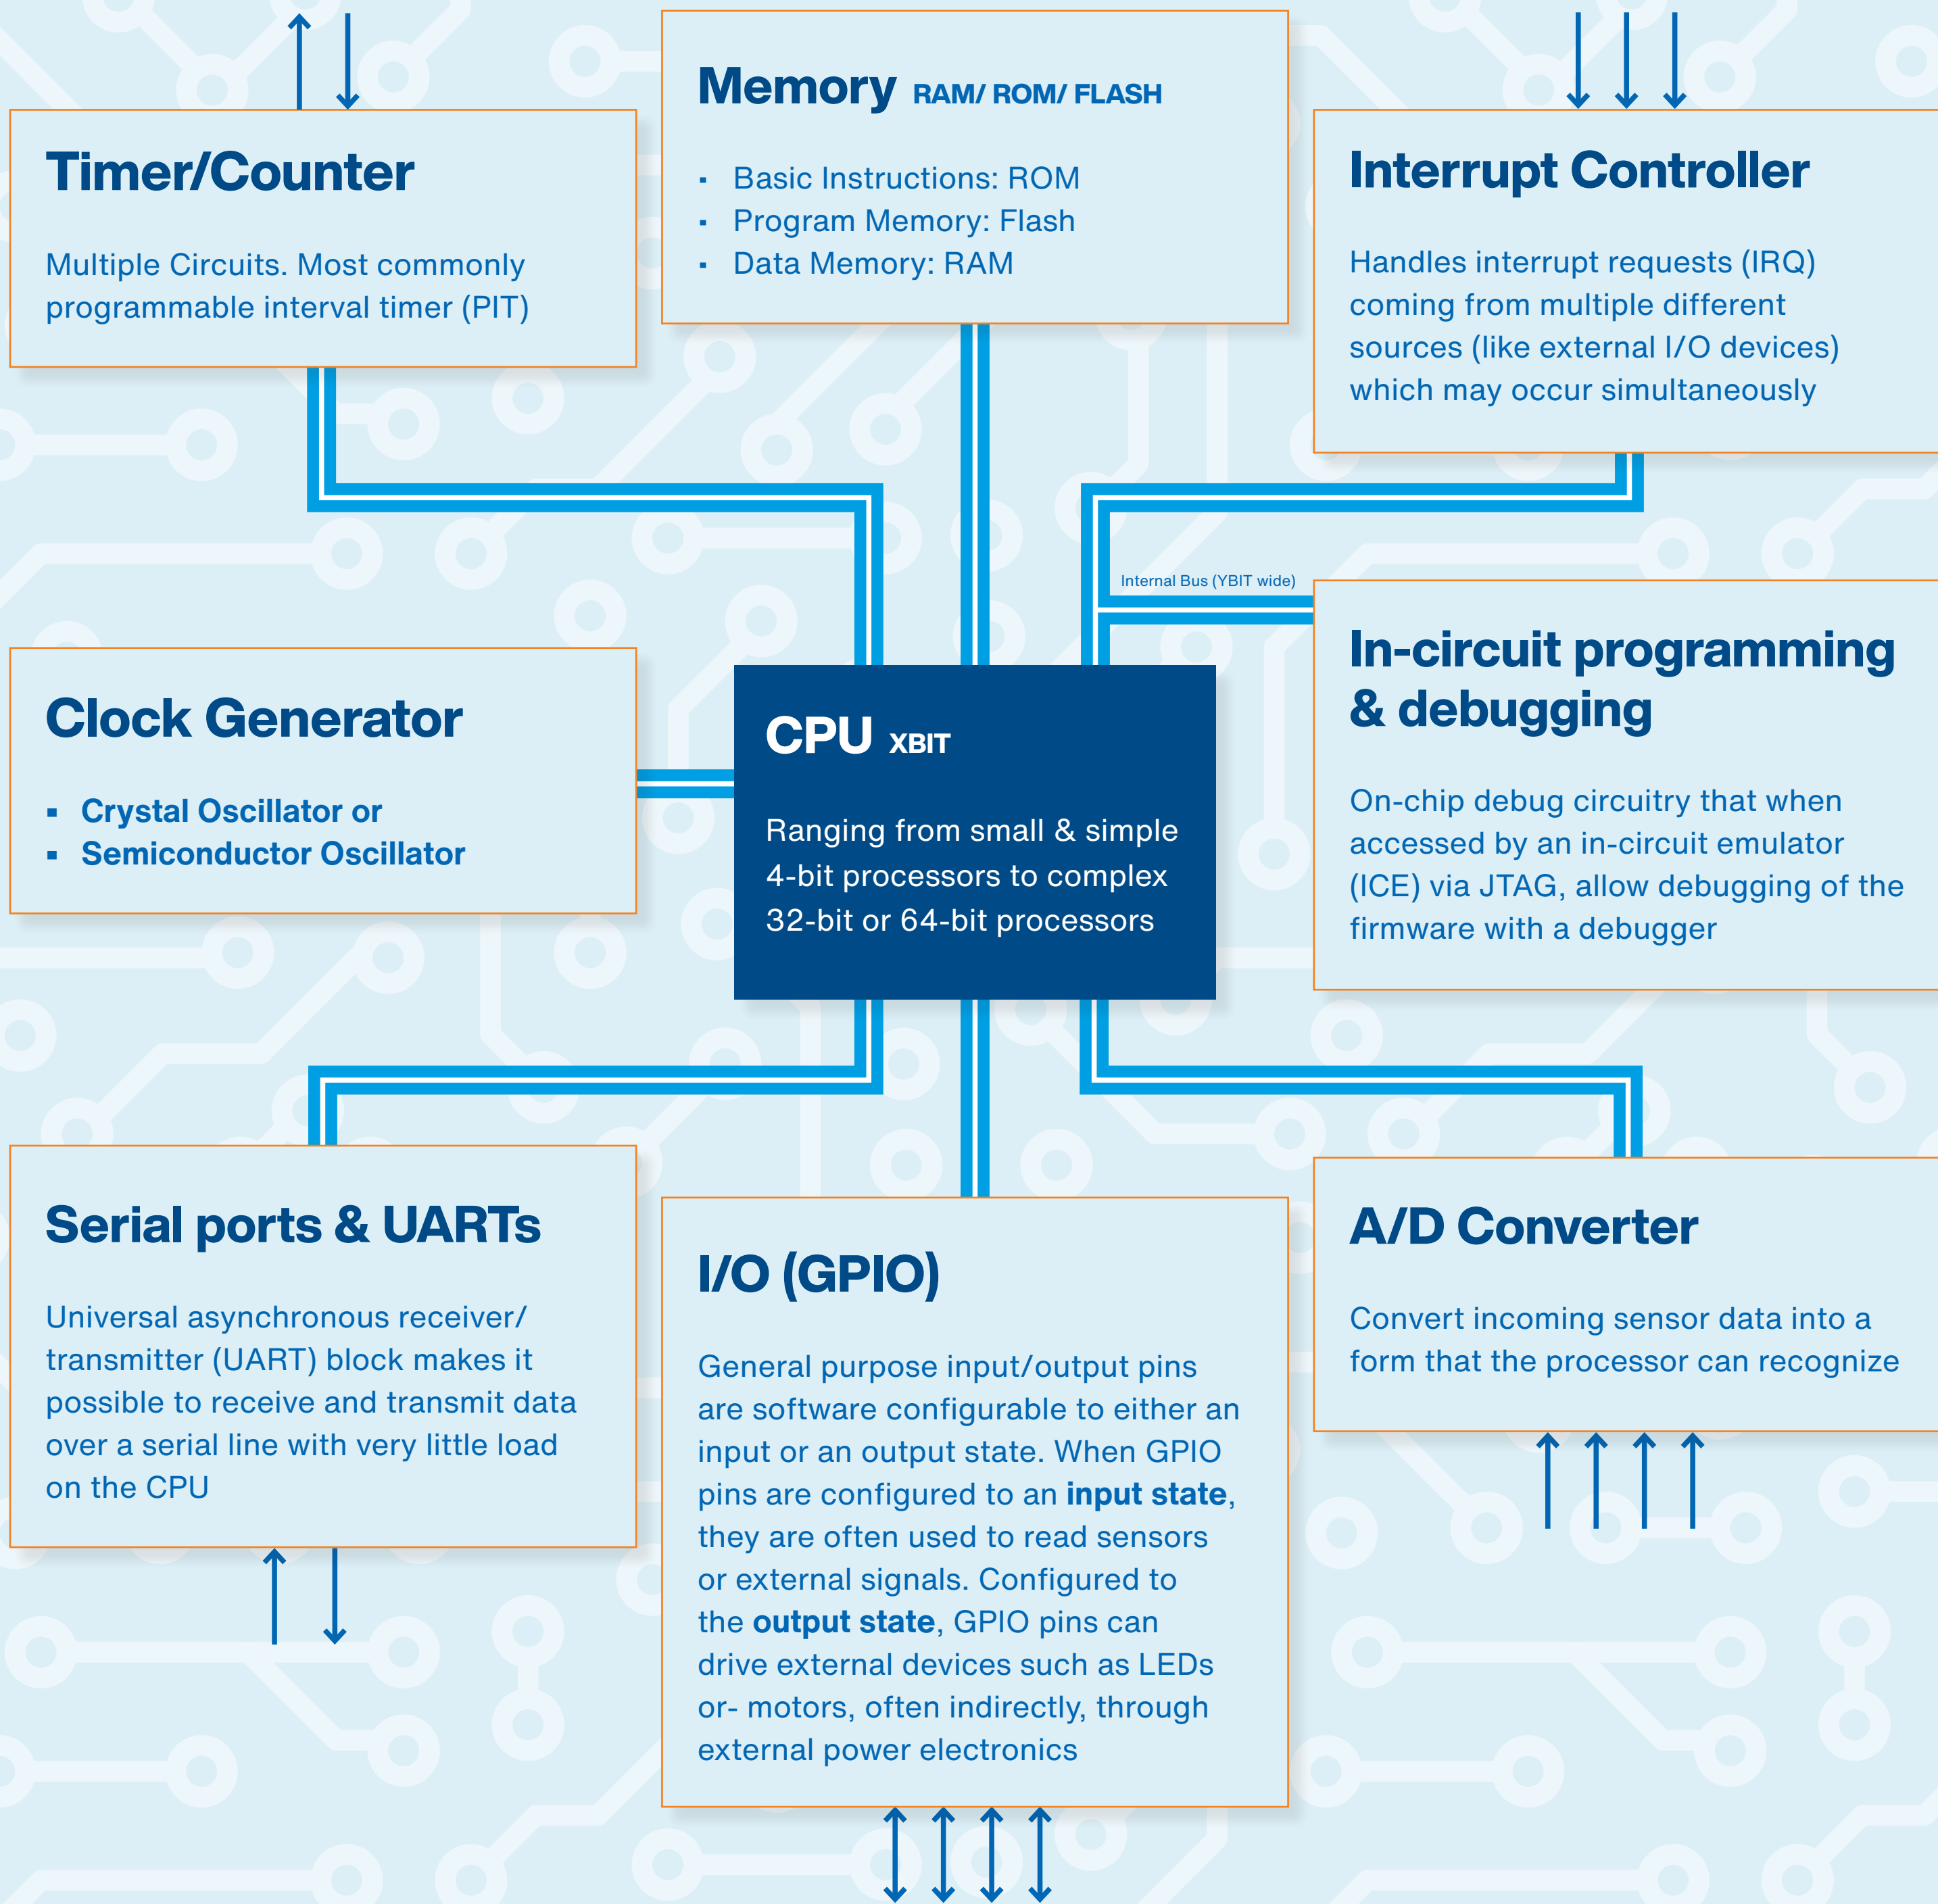 Timer/Counter
Multiple Circuits. Most commonly
programmable interval timer (PIT)
Memory RAM/ ROM/ FLASH
▪ Basic Instructions: ROM
▪ Program Memory: Flash
▪ Data Memory: RAM
Interrupt Controller
Handles interrupt requests (IRQ)
coming from multiple different
sources (like external I/O devices)
which may occur simultaneously
Internal Bus (YBIT wide)
Clock Generator
▪ Crystal Oscillator or
▪ Semiconductor Oscillator
CPU XBIT
Ranging from small & simple
4-bit processors to complex
32-bit or 64-bit processors
In-circuit programming
& debugging
On-chip debug circuitry that when
accessed by an in-circuit emulator
(ICE) via JTAG, allow debugging of the
firmware with a debugger
Serial ports & UARTs
Universal asynchronous receiver/
transmitter (UART) block makes it
possible to receive and transmit data
over a serial line with very little load
on the CPU
I/O (GPIO)
General purpose input/output pins
are software configurable to either an
input or an output state. When GPIO
pins are configured to an input state,
they are often used to read sensors
or external signals. Configured to
the output state, GPIO pins can
drive external devices such as LEDs
or- motors, often indirectly, through
external power electronics
A/D Converter
Convert incoming sensor data into a
form that the processor can recognize